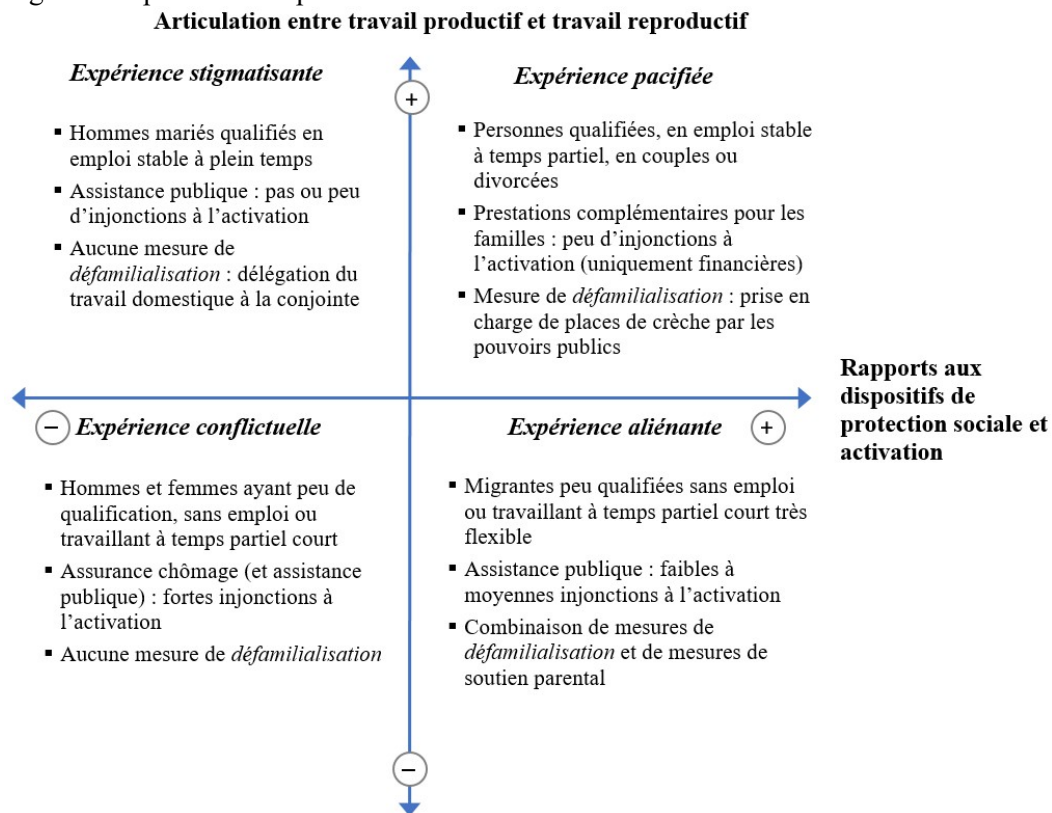 Articulation entre travail productif et travail reproductif
Expérience stigmatisante
▪ Hommes mariés qualifiés en
emploi stable à plein temps
▪ Assistance publique : pas ou peu
d’injonctions à l’activation
▪ Aucune mesure de
défamilialisation : délégation du
travail domestique à la conjointe
+
Expérience pacifiée
▪ Personnes qualifiées, en emploi stable
à temps partiel, en couples ou
divorcées
▪ Prestations complémentaires pour les
familles : peu d’injonctions à
l’activation (uniquement financières)
▪ Mesure de défamilialisation : prise en
charge de places de crèche par les
pouvoirs publics
Rapports aux
dispositifs de
protection sociale et
activation
− Expérience conflictuelle
▪ Hommes et femmes ayant peu de
qualification, sans emploi ou
travaillant à temps partiel court
▪ Assurance chômage (et assistance
publique) : fortes injonctions à
l’activation
▪ Aucune mesure de défamilialisation
Expérience aliénante +
▪ Migrantes peu qualifiées sans emploi
ou travaillant à temps partiel court très
flexible
▪ Assistance publique : faibles à
moyennes injonctions à l’activation
▪ Combinaison de mesures de
défamilialisation et de mesures de
soutien parental
−